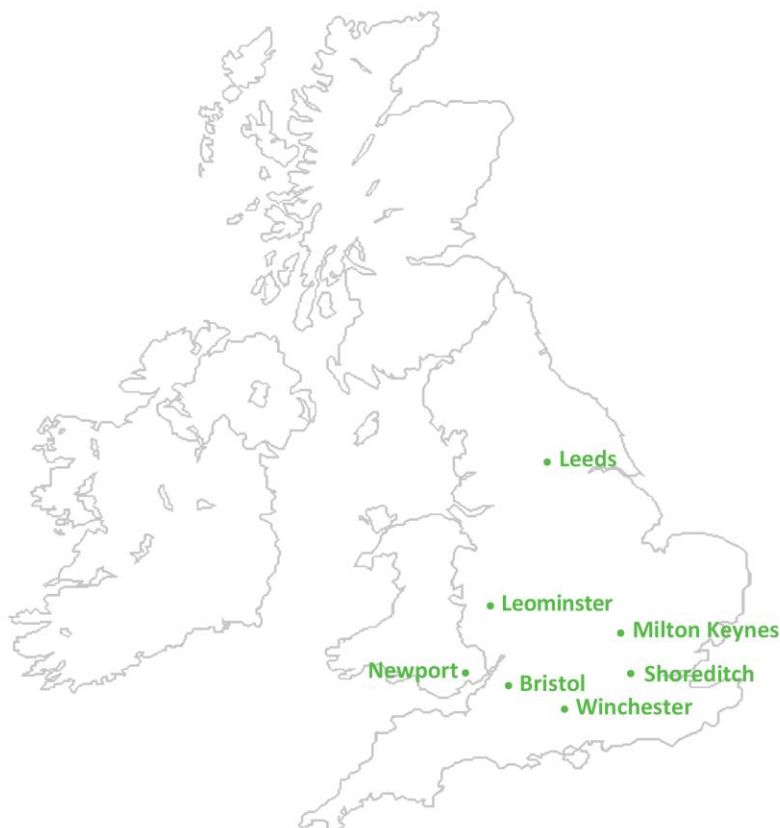 Leeds
Leominster
Milton Keynes
Newport
Shoreditch
Bristol
Winchester